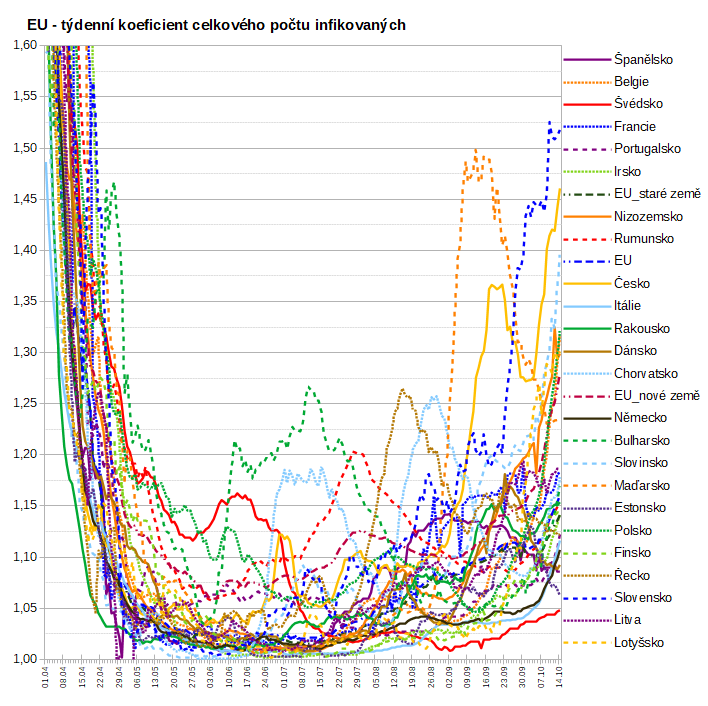 EU - týdenní koeficient celkového počtu infikovaných
1,60
1,55
1,50
1,45
1,40
1,35
1,30
1,25
1,20
1,15
1,10
1,05
1,00
01.04
08.04
15.04
22.04
29.04
06.05
13.05
20.05
27.05
03.06
10.06
17.06
24.06
01.07
08.07
15.07
22.07
29.07
05.08
12.08
19.08
26.08
02.09
09.09
16.09
23.09
30.09
07.10
14.10
Španělsko
Belgie
Švédsko
Francie
Portugalsko
Irsko
EU_staré země
Nizozemsko
Rumunsko
EU
Česko
Itálie
Rakousko
Dánsko
Chorvatsko
EU_nové země
Německo
Bulharsko
Slovinsko
Maďarsko
Estonsko
Polsko
Finsko
Řecko
Slovensko
Litva
Lotyšsko